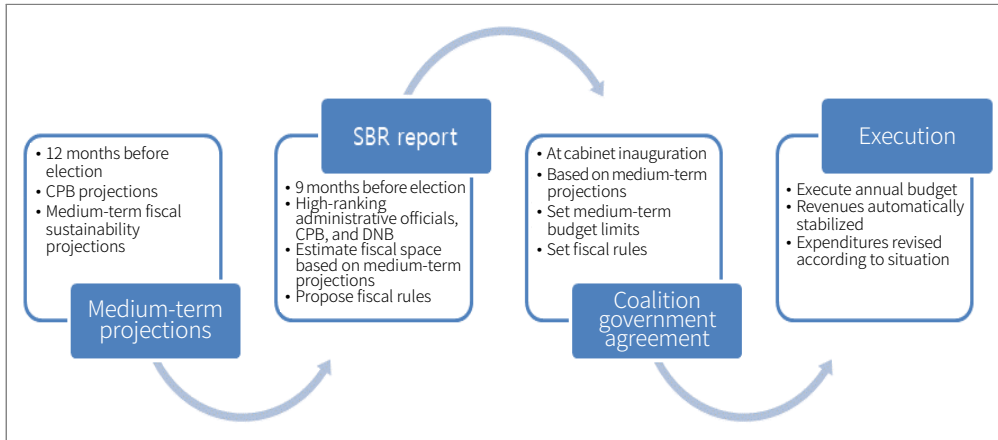 • 12 months before
election
• CPB projections
• Medium-term fiscal
sustainability
projections
Medium-term
projections
SBR report
• 9 months before election
• High-ranking
administrative officials,
CPB, and DNB
• Estimate fiscal space
based on medium-term
projections
• Propose fiscal rules
• At cabinet inauguration
• Based on medium-term
projections
• Set medium-term
budget limits
• Set fiscal rules
Coalition
government
agreement
Execution
• Execute annual budget
• Revenues automatically
stabilized
• Expenditures revised
according to situation